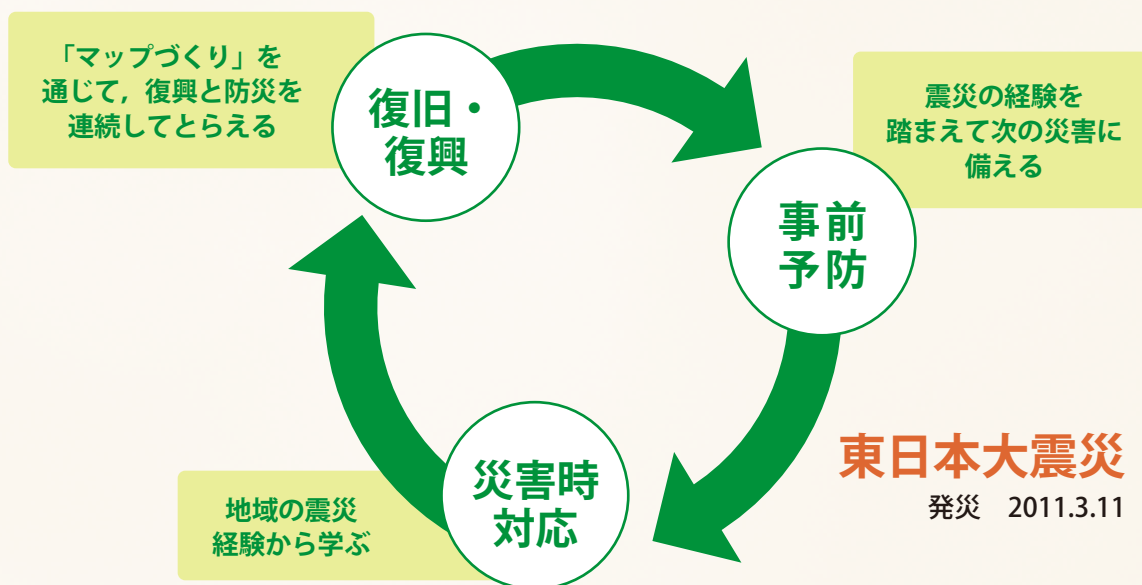 「マップづくり」を
通じて，復興と防災を
連続してとらえる
復旧・
復興
震災の経験を
踏まえて次の災害に
備える
事前
予防
東日本大震災
発災　2011.3.11
災害時
対応
地域の震災
経験から学ぶ